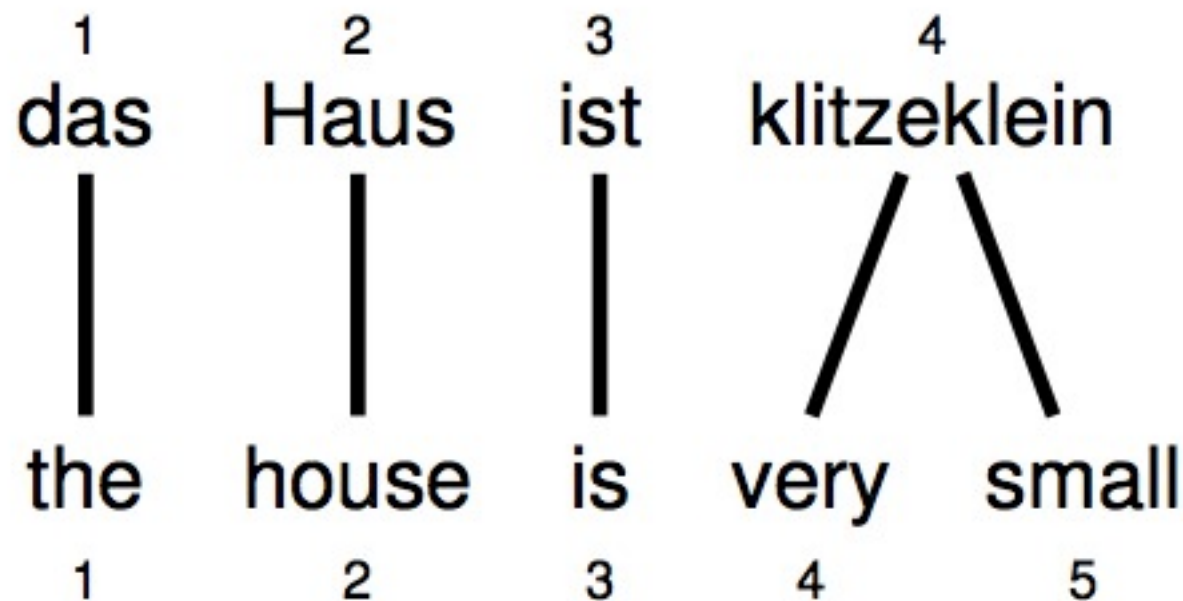 1 2 3 4
das Haus ist klitzeklein
the house is very small
1 2 3 4 5